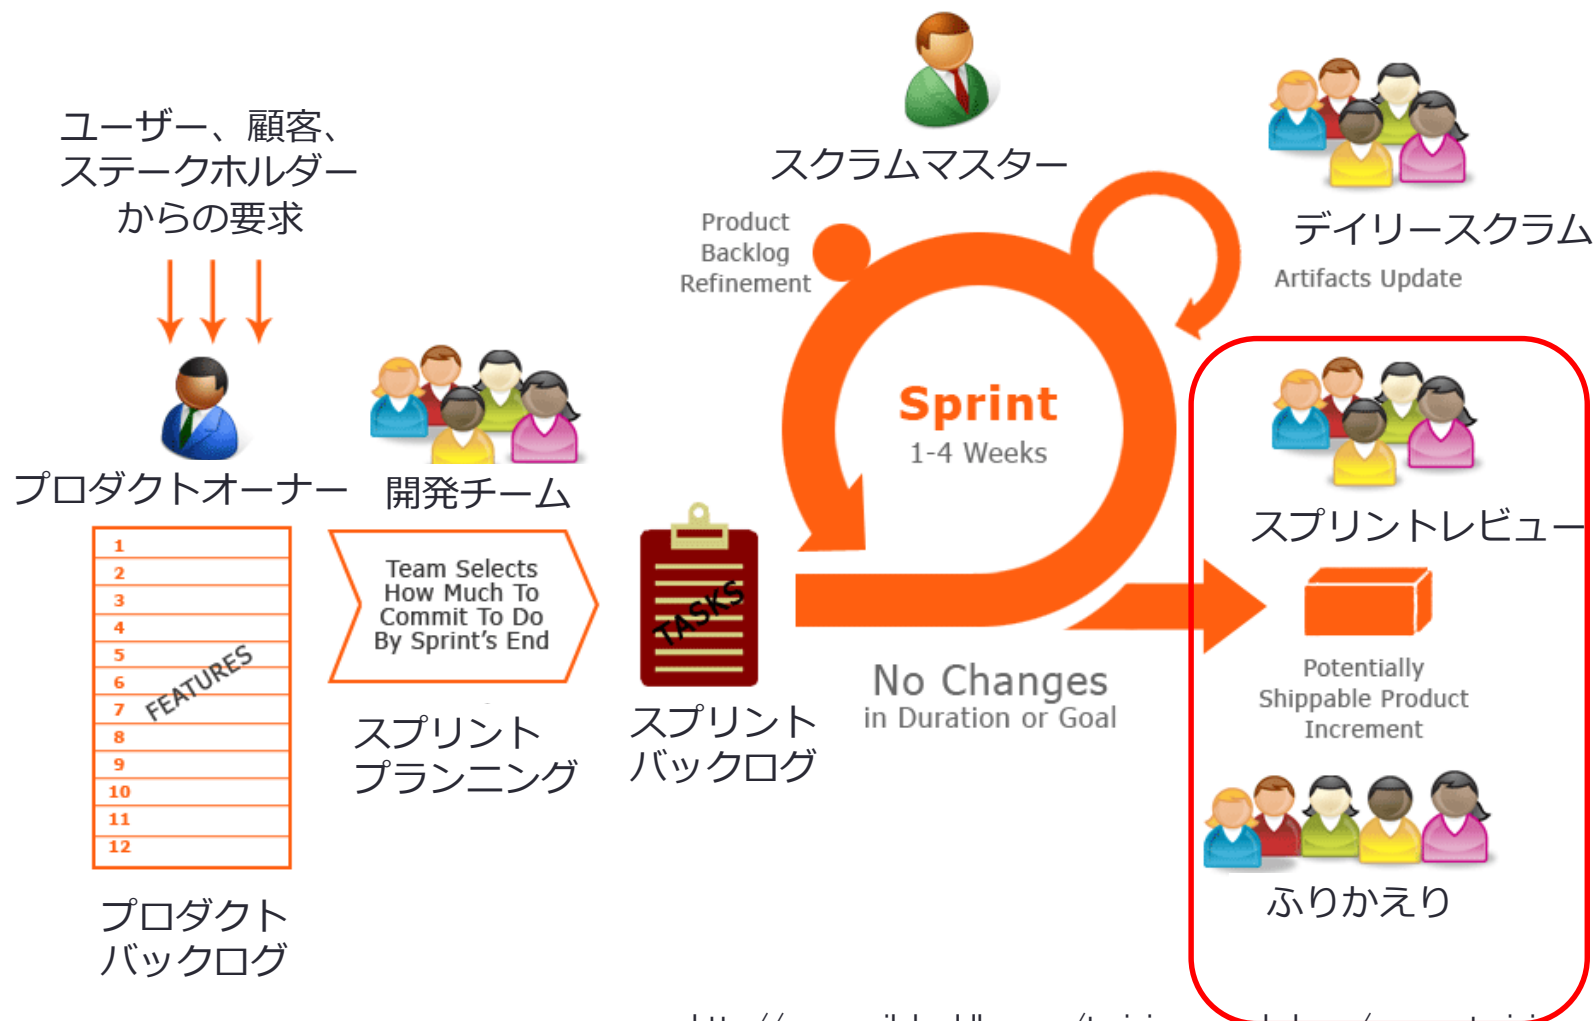 ユーザー、顧客、
ステークホルダー
からの要求
プロダクトオーナー
開発チーム
1
2
3
4
5
6
7
8
9
10
11
12
FEATURES
プロダクト
バックログ
Team Selects
How Much To
Commit To Do
By Sprint's End
スプリント
プランニング
TASKS
スプリント
バックログ
スクラムマスター
Product
Backlog
Refinement
Sprint
1-4 Weeks
No Changes
in Duration or Goal
デイリースクラム
Artifacts Update
スプリントレビュー
Potentially
Shippable Product
Increment
ふりかえり